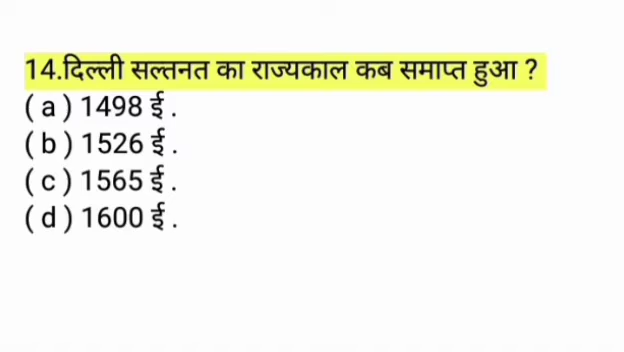 14.दिल्ली सल्तनत का राज्यकाल कब समाप्त हुआ ?
( a ) 1498 ई .
( b ) 1526 ई .
( c ) 1565 ई .
( d ) 1600 ई .